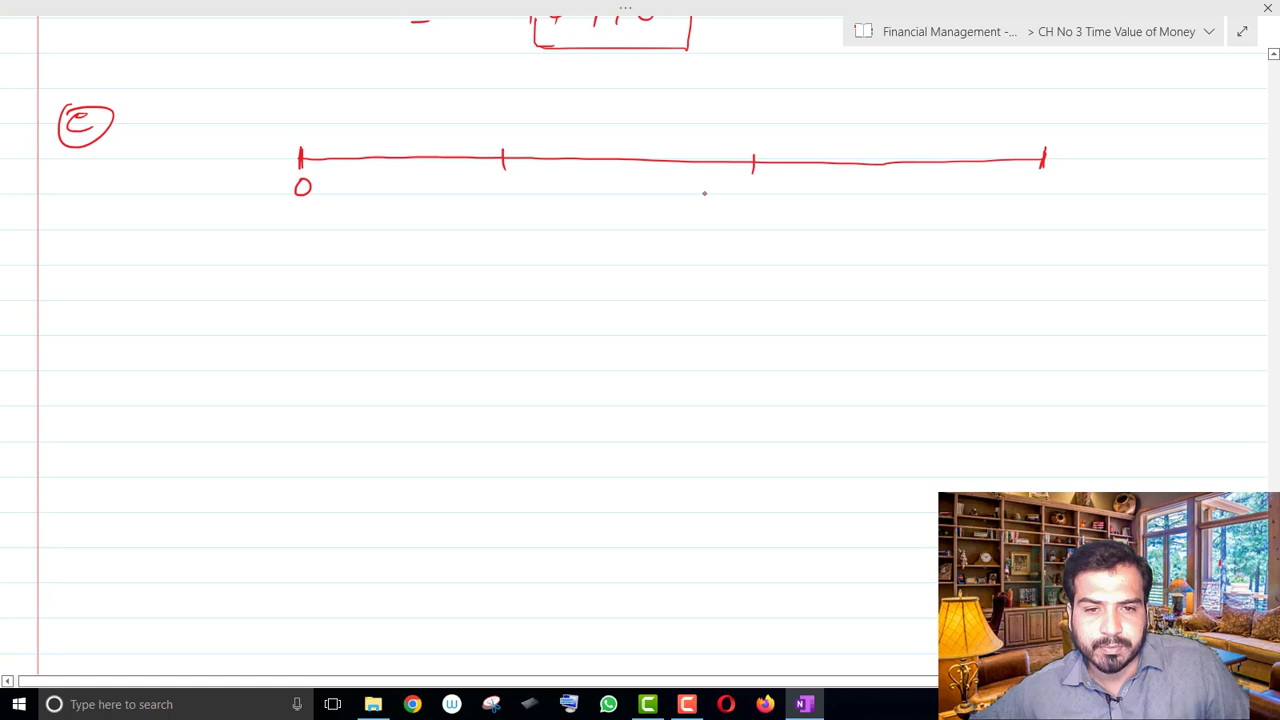 Financial Management -... > CH No 3 Time Value of Money
C
0
Type here to search